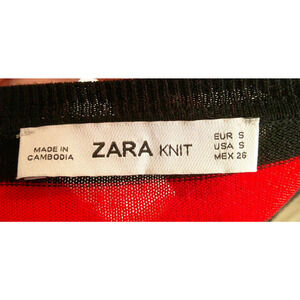 MADE IN
CAMBODIA
ZARA KNIT
EUR S
USA S
MEX 26